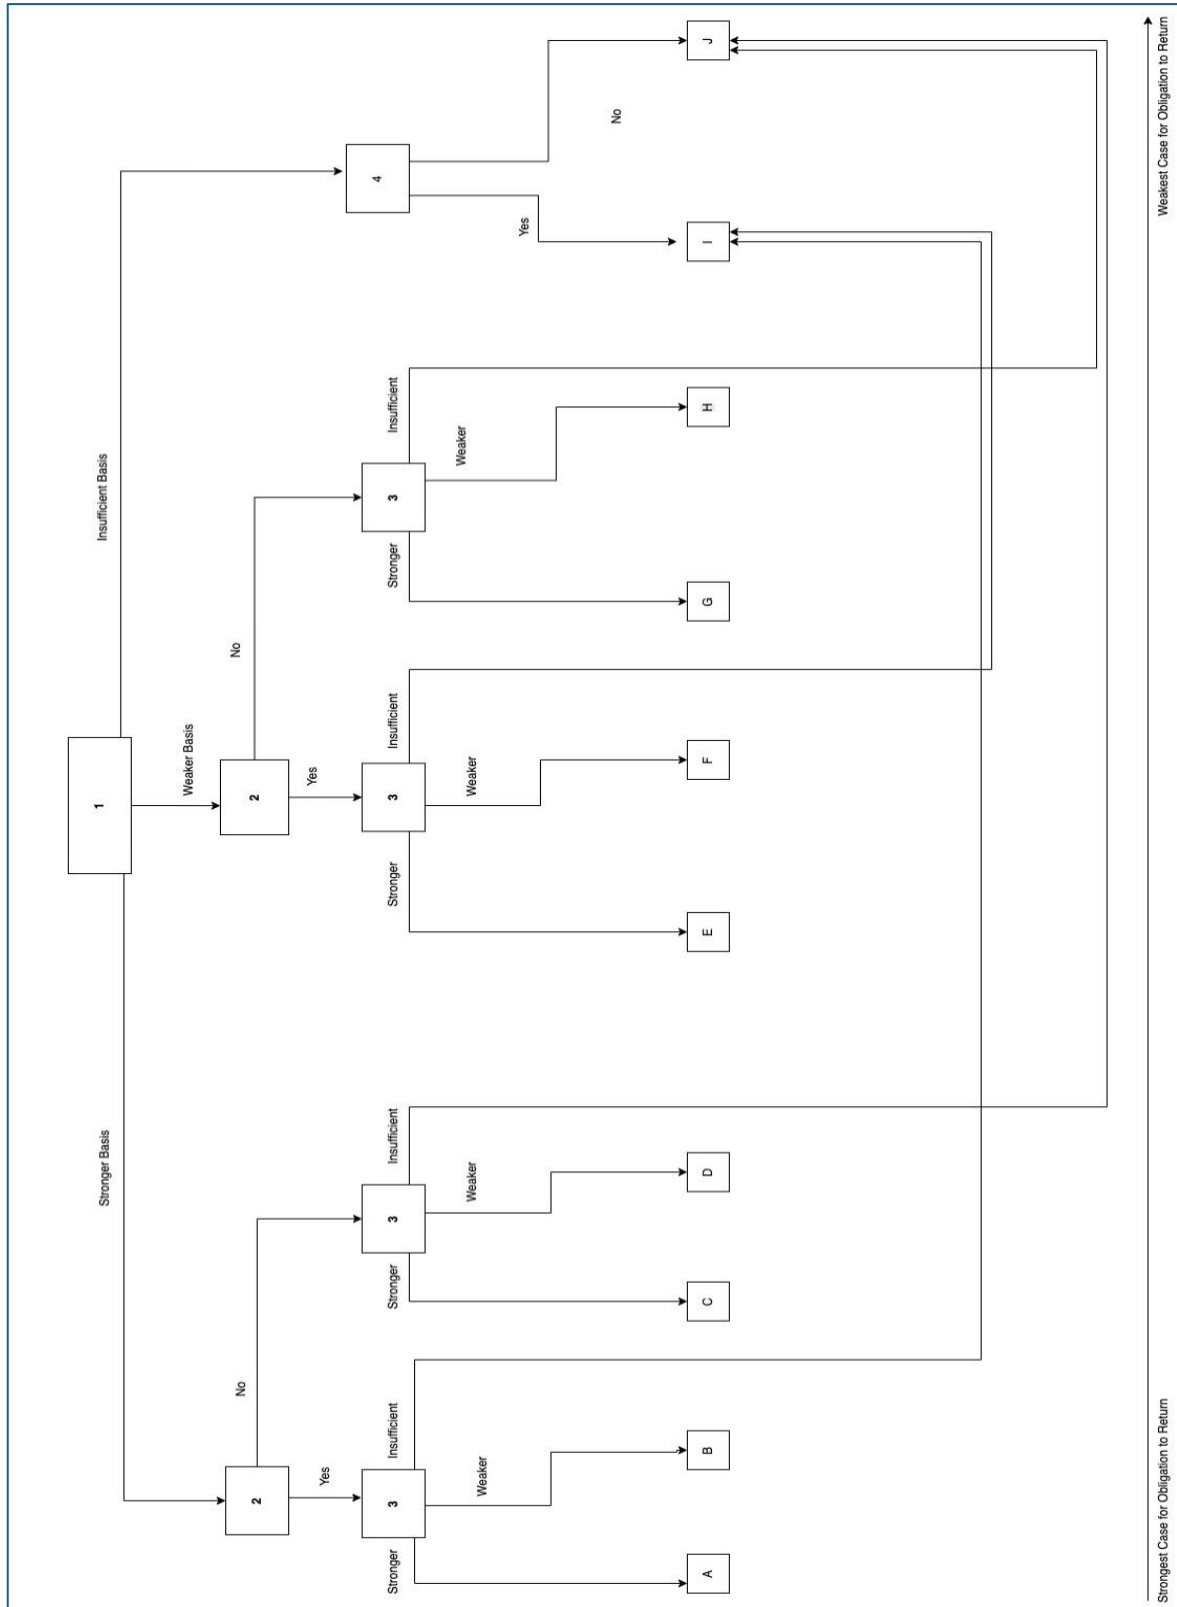 1
Stronger Basis
Weaker Basis
Insufficient Basis
2
No
Yes
2
No
Yes
3
Stronger
Weaker
Insufficient
3
Stronger
Weaker
Insufficient
3
Stronger
Weaker
Insufficient
3
Stronger
Weaker
Insufficient
4
Yes
No
A
B
C
D
E
F
G
H
I
J
Strongest Case for Obligation to Return
Weakest Case for Obligation to Return